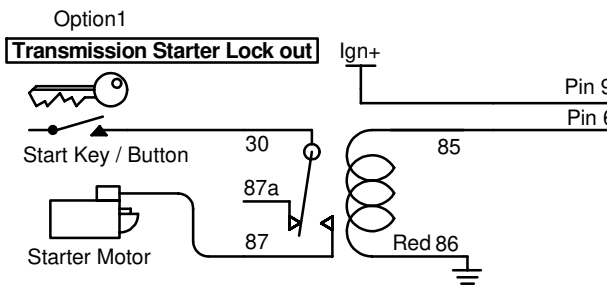 Option1
Transmission Starter Lock out
Ign+
Pin 9
Pin 6
Start Key / Button
30
85
87a
87
Red 86
Starter Motor